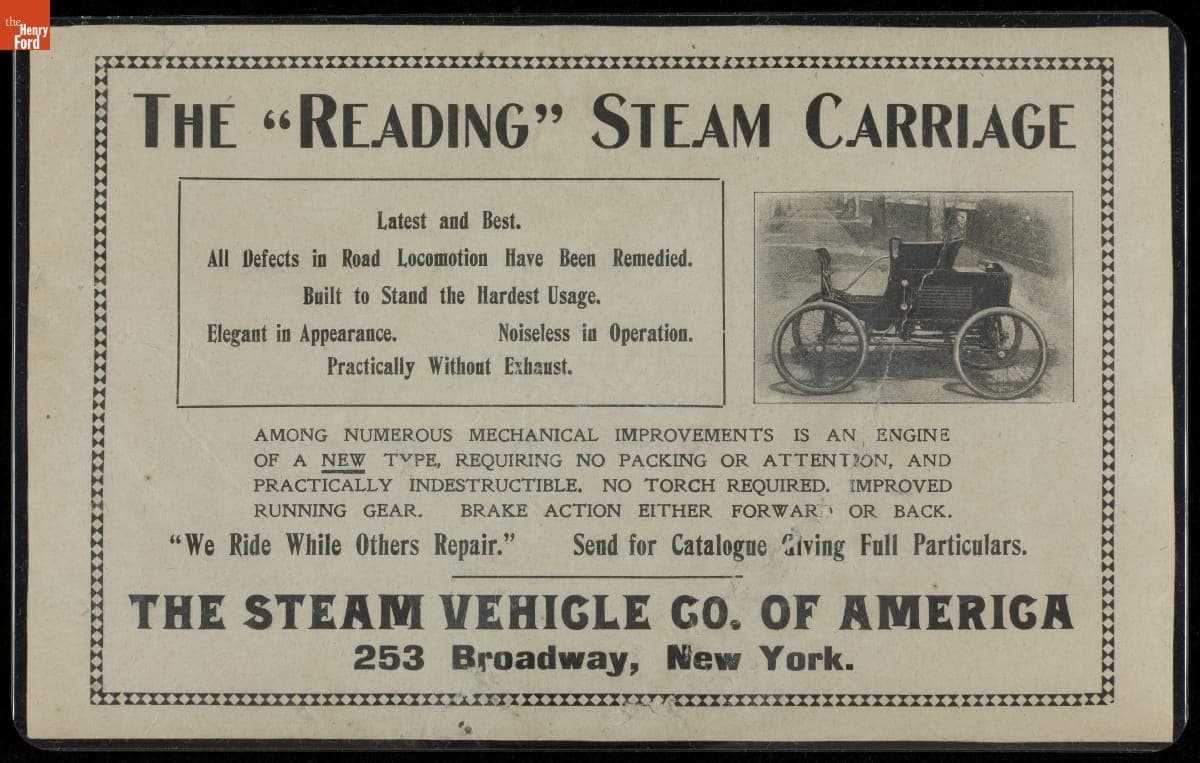 the
Henry
Ford
THE “READING” STEAM CARRIAGE
Latest and Best.
All Defects in Road Locomotion Have Been Remedied.
Built to Stand the Hardest Usage.
Elegant in Appearance. Noiseless in Operation.
Practically Without Exhaust.
AMONG NUMEROUS MECHANICAL IMPROVEMENTS IS AN ENGINE
OF A NEW TYPE, REQUIRING NO PACKING OR ATTENTION, AND
PRACTICALLY INDESTRUCTIBLE. NO TORCH REQUIRED. IMPROVED
RUNNING GEAR. BRAKE ACTION EITHER FORWARD OR BACK.
“We Ride While Others Repair.” Send for Catalogue Giving Full Particulars.
THE STEAM VEHICLE CO. OF AMERICA
253 Broadway, New York.